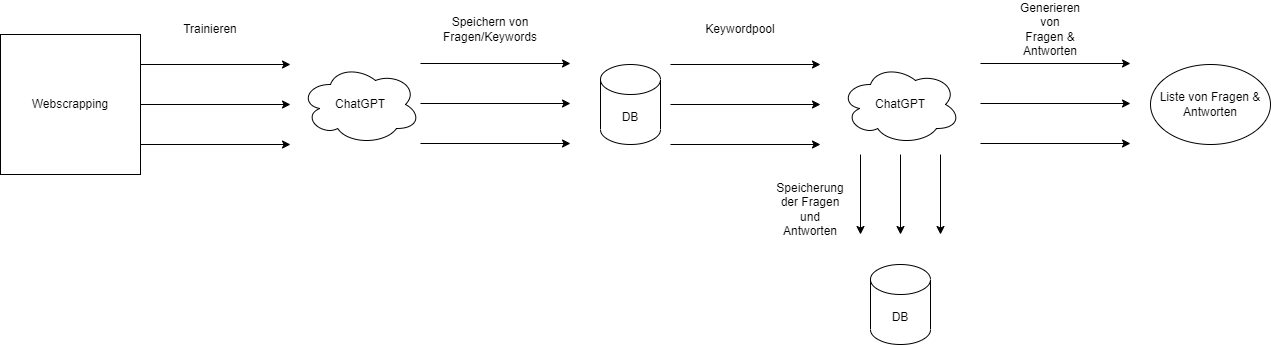 Trainieren
Speichern von
Fragen/Keywords
Keywordpool
Generieren
von
Fragen &
Antworten
Webscrapping
ChatGPT
DB
ChatGPT
Liste von Fragen &
Antworten
Speicherung
der Fragen
und
Antworten
DB